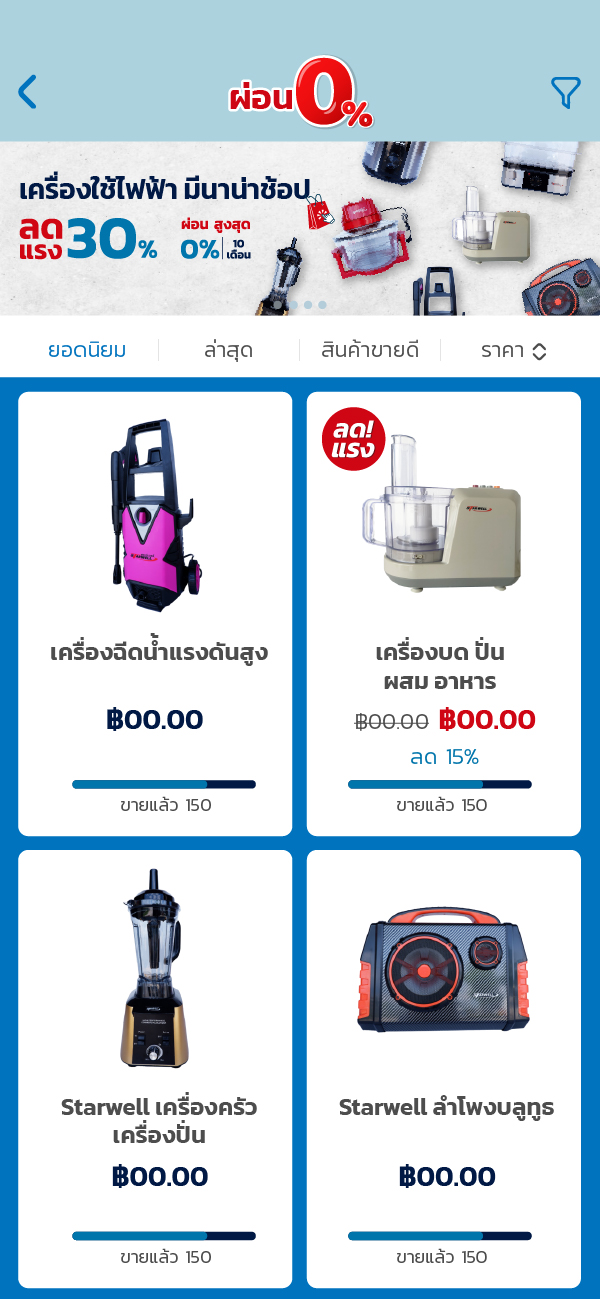 ผ่อน 0%
เครื่องใช้ไฟฟ้า มีนาน่าช้อป
ลดแรง 30%
ผ่อน สูงสุด
0% 10 เดือน
ยอดนิยม ล่าสุด สินค้าขายดี ราคา
ลด!
แรง
STARWELL
เครื่องฉีดน้ำแรงดันสูง
เครื่องบด ปั่น
ผสม อาหาร
฿00.00
฿00.00 ฿00.00
ลด 15%
ขายแล้ว 150
ขายแล้ว 150
Starwell เครื่องครัว
เครื่องปั่น
Starwell ลำโพงบลูทูธ
฿00.00
฿00.00
ขายแล้ว 150
ขายแล้ว 150